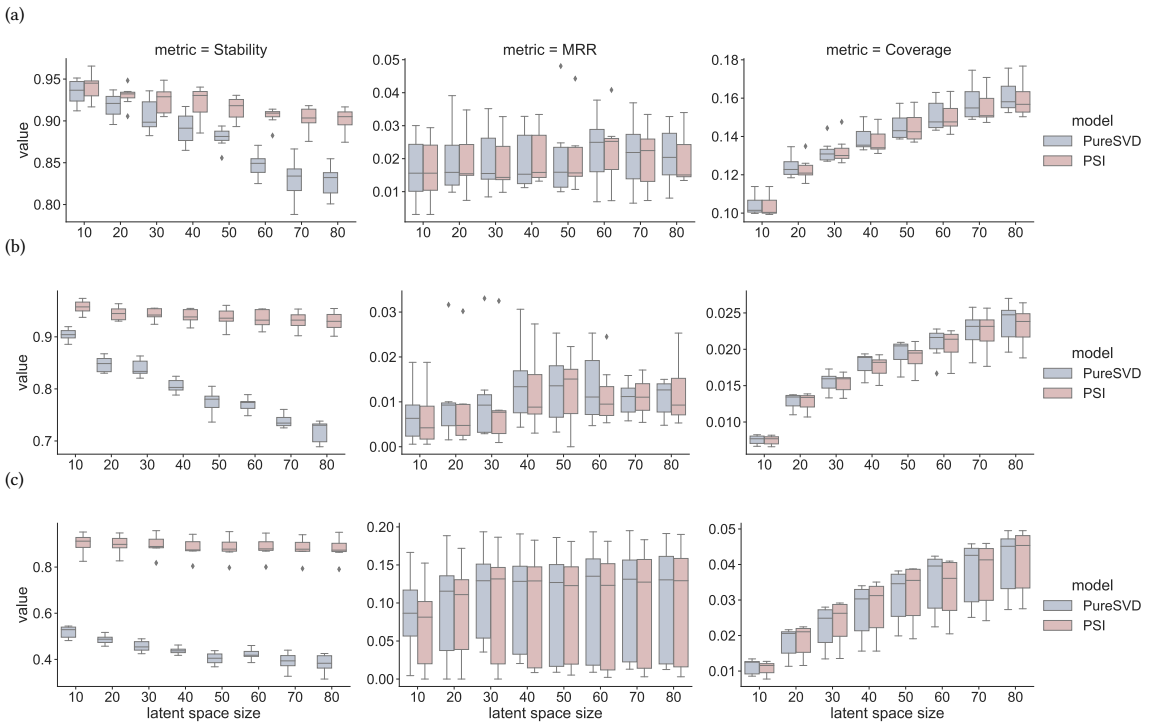 (a)
metric = Stability
metric = MRR
metric = Coverage
value
0.95
0.90
0.85
0.80
10 20 30 40 50 60 70 80
0.05
0.04
0.03
0.02
0.01
10 20 30 40 50 60 70 80
0.18
0.16
0.14
0.12
0.10
10 20 30 40 50 60 70 80
model
PureSVD
PSI
(b)
value
0.9
0.8
0.7
10 20 30 40 50 60 70 80
0.03
0.02
0.01
0.00
10 20 30 40 50 60 70 80
0.025
0.020
0.015
0.010
10 20 30 40 50 60 70 80
model
PureSVD
PSI
(c)
value
0.8
0.6
0.4
10 20 30 40 50 60 70 80
latent space size
0.20
0.15
0.10
0.05
0.00
10 20 30 40 50 60 70 80
latent space size
0.05
0.04
0.03
0.02
0.01
10 20 30 40 50 60 70 80
latent space size
model
PureSVD
PSI